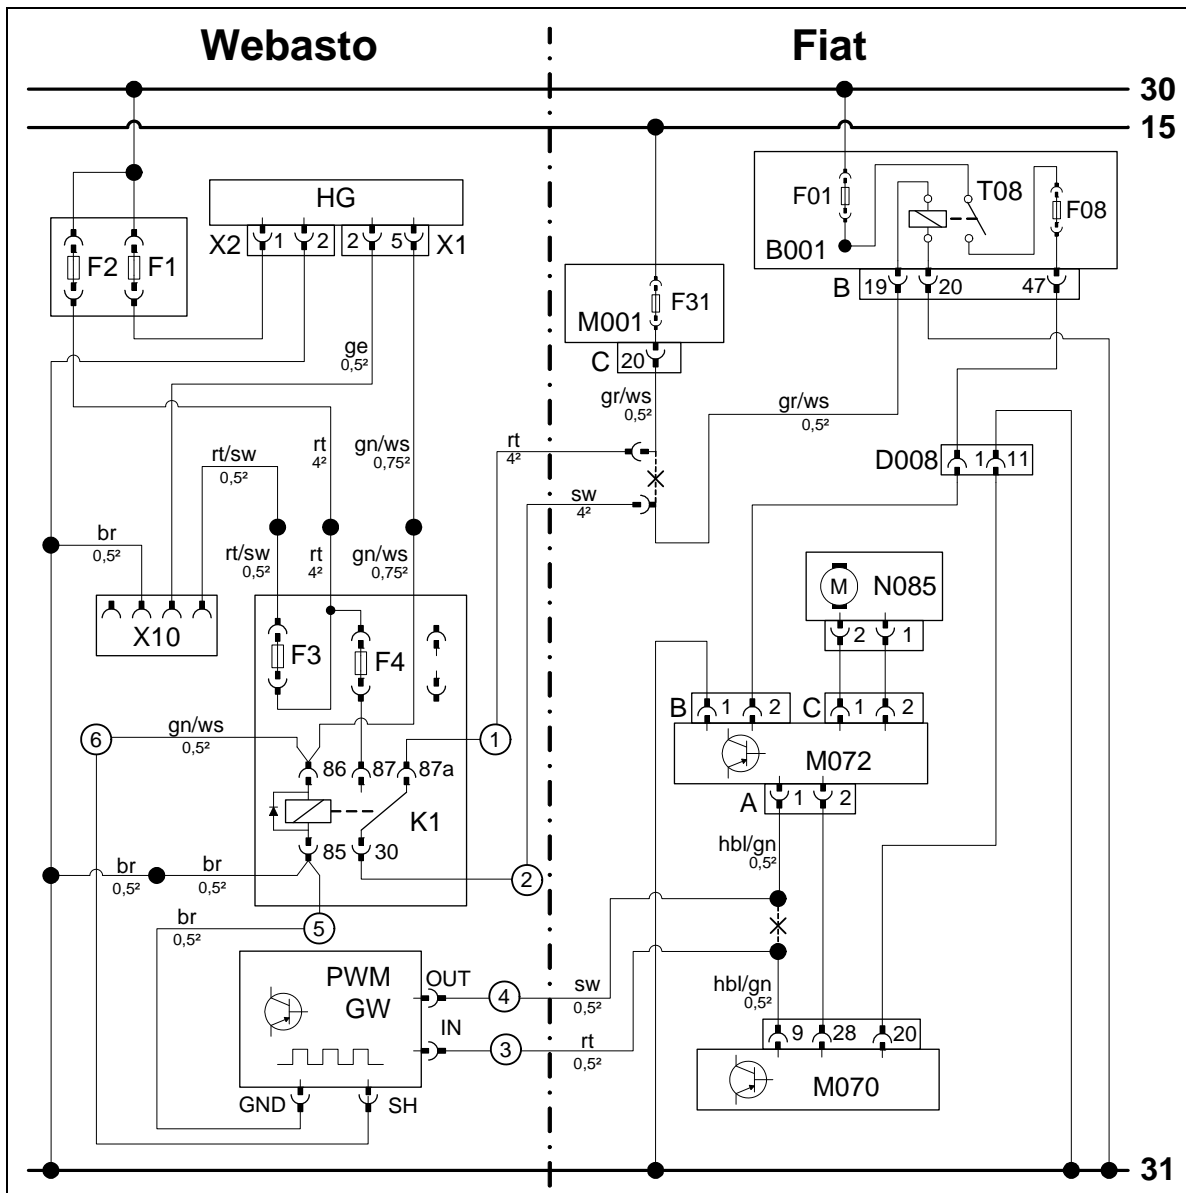 Webasto Fiat
30
15
HG
X2 1 2 2 5 X1
F2 F1
F01 T08 F08
B001
B 19 20 47
F31
M001
C 20
ge
0,5²
gr/ws
0,5²
gr/ws
0,5²
rt/sw
0,5²
rt
4²
gn/ws
0,75²
rt
4²
D008 1 11
sw
4²
br
0,5²
rt/sw
0,5²
rt
4²
gn/ws
0,75²
M N085
2 1
X10
F3 F4
B 1 2 C 1 2
6 gn/ws
0,5²
1
86 87 87a
M072
A 1 2
K1
85 30
hbl/gn
0,5²
br
0,5²
br
0,5²
2
br
0,5²
5
PWM
GW
OUT
4
sw
0,5²
IN
3
rt
0,5²
hbl/gn
0,5²
9 28 20
M070
GND SH
31